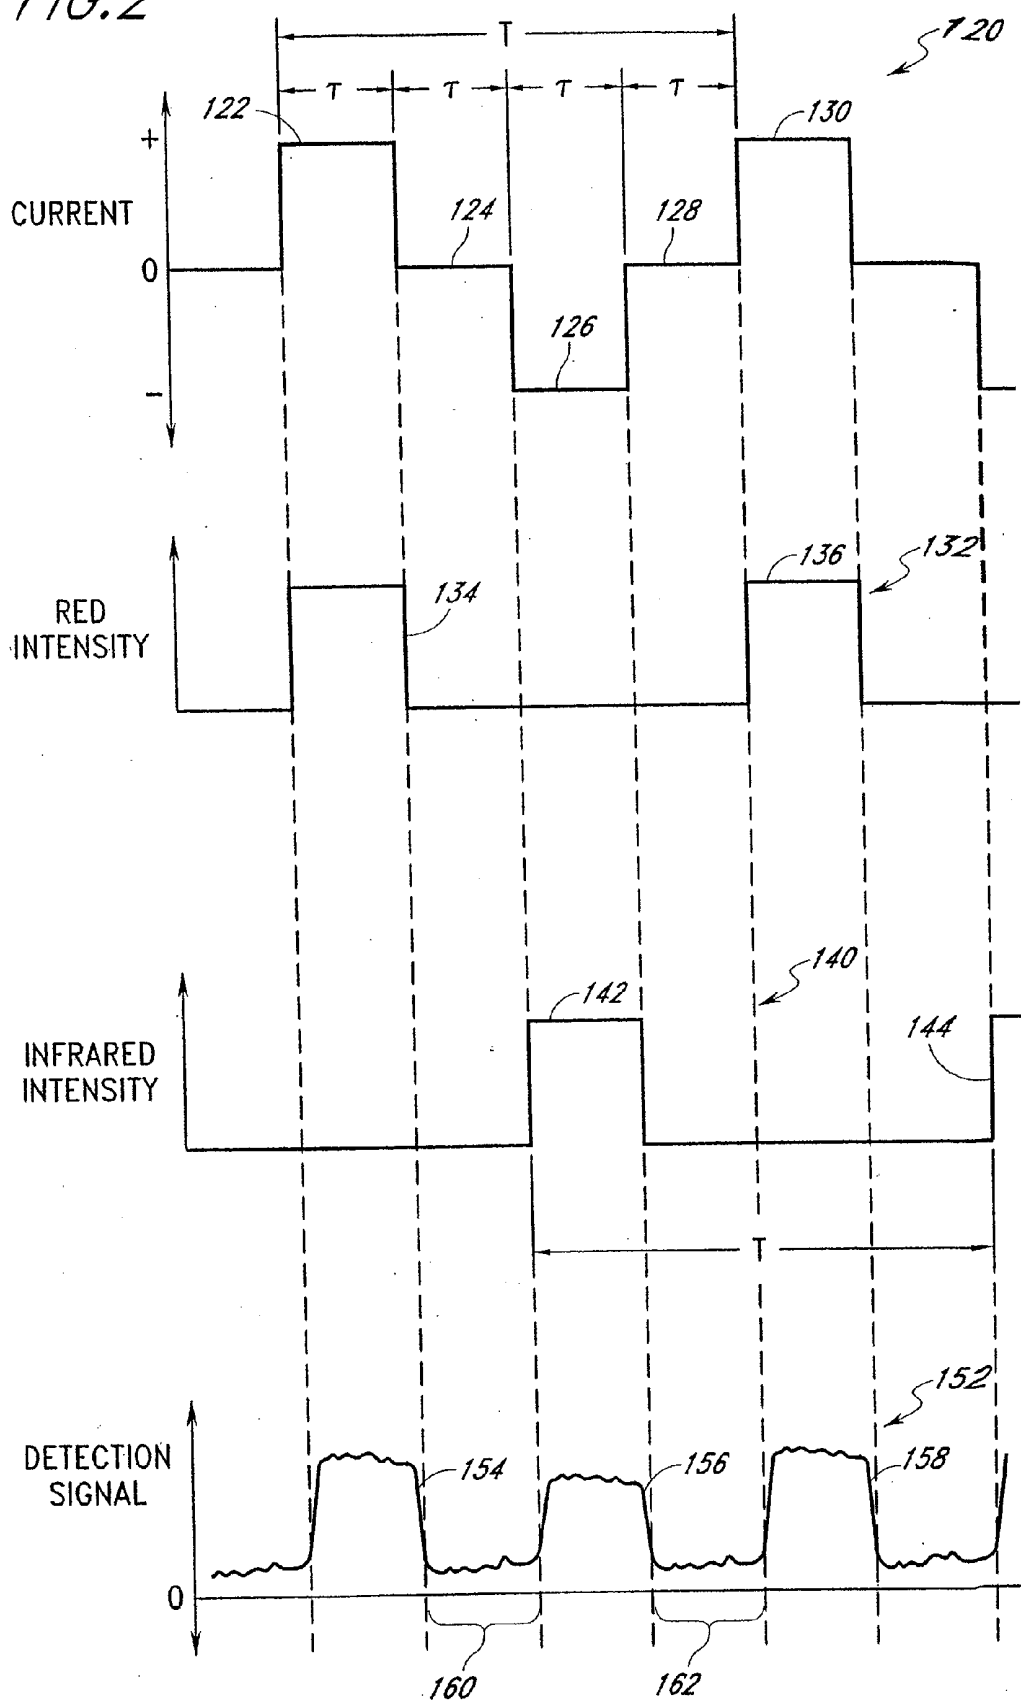 FIG.2
T
120
τ τ τ τ
122
130
+
CURRENT
124
128
0
126
−
136
132
134
RED
INTENSITY
140
142
144
INFRARED
INTENSITY
T
152
DETECTION
SIGNAL
154
156
158
0
160
162